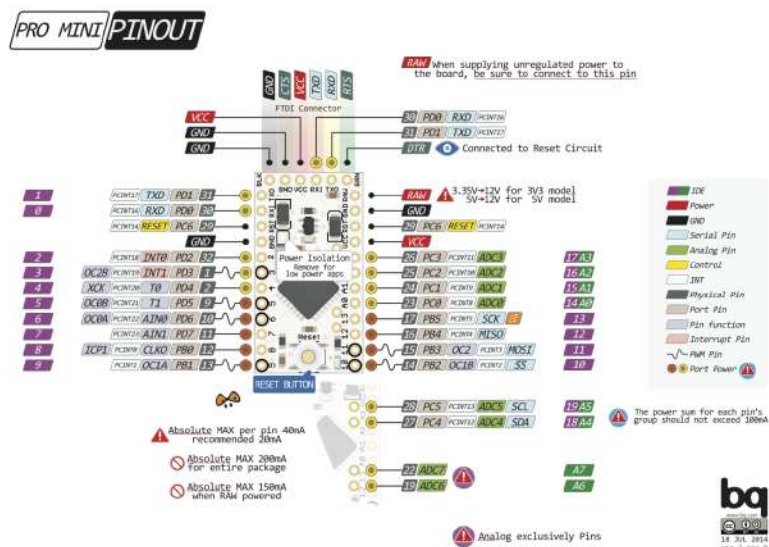 PRO MINI PINOUT
RAW When supplying unregulated power to
the board, be sure to connect to this pin
GND CTS VCC TXD RXD RTS
FTDI Connector
VCC
GND
GND
30 PD0 RXD PCINT16
31 PD1 TXD PCINT17
DTR Connected to Reset Circuit
BLK GND VCC RXI TXO GRN
1 PCINT17 TXD PD1 31
0 PCINT16 RXD PD0 30
PCINT14 RESET PC6 29
GND
2 PCINT18 INT0 PD2 32
3 OC2B PCINT19 INT1 PD3 1
4 XCK PCINT20 T0 PD4 2
5 OC0B PCINT21 T1 PD5 9
6 OC0A PCINT22 AIN0 PD6 10
7 PCINT23 AIN1 PD7 11
8 ICP1 PCINT0 CLKO PB0 12
9 PCINT1 OC1A PB1 13
Power Isolation
Remove for
low power apps
Reset
RESET BUTTON
RAW 3.35V→12V for 3V3 model
5V→12V for 5V model
GND
29 PC6 RESET PCINT14
VCC
26 PC3 PCINT11 ADC3 17 A3
25 PC2 PCINT10 ADC2 16 A2
24 PC1 PCINT9 ADC1 15 A1
23 PC0 PCINT8 ADC0 14 A0
17 PB5 PCINT5 SCK 13
16 PB4 PCINT4 MISO 12
15 PB3 OC2 PCINT3 MOSI 11
14 PB2 OC1B PCINT2 SS 10
28 PC5 PCINT13 ADC5 SCL 19 A5
27 PC4 PCINT12 ADC4 SDA 18 A4
22 ADC7 A7
19 ADC6 A6
Analog exclusively Pins
Absolute MAX per pin 40mA
recommended 20mA
Absolute MAX 200mA
for entire package
Absolute MAX 150mA
when RAW powered
IDE
Power
GND
Serial Pin
Analog Pin
Control
INT
Physical Pin
Port Pin
Pin function
Interrupt Pin
PWM Pin
Port Power
The power sum for each pin's
group should not exceed 100mA
bq
www.bq.com
18 JUL 2014